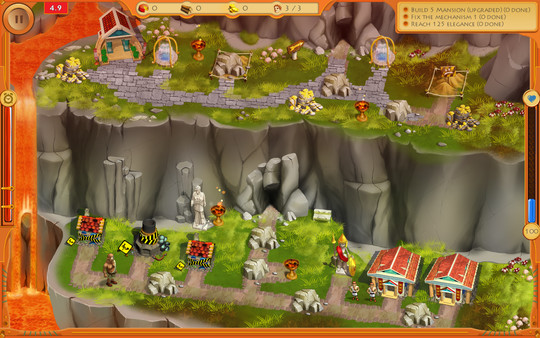 4.9
0
0
0
3 / 3
Build 5 Mansion (upgraded) (0 done)
Fix the mechanism 1 (0 done)
Reach 125 elegance (0 done)
100